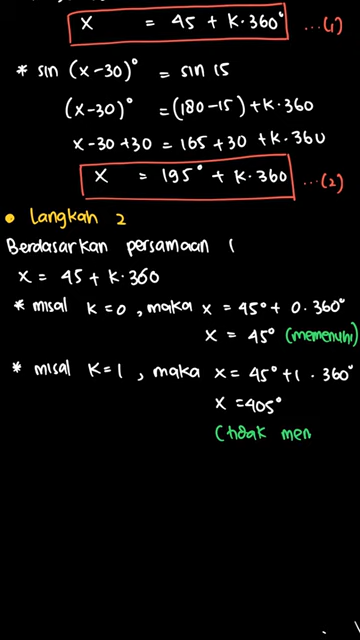 x = 45 + k·360° ...(1)
* sin (x-30)° = sin 15
(x-30)° = (180-15) + k·360
x-30+30 = 165 + 30 + k·360
x = 195° + k·360 ...(2)
• Langkah 2
Berdasarkan persamaan 1
x = 45 + k·360
* misal k=0, maka x = 45° + 0·360°
x = 45° (memenuhi)
* misal k=1, maka x = 45° + 1·360°
x = 405°
(tidak mem